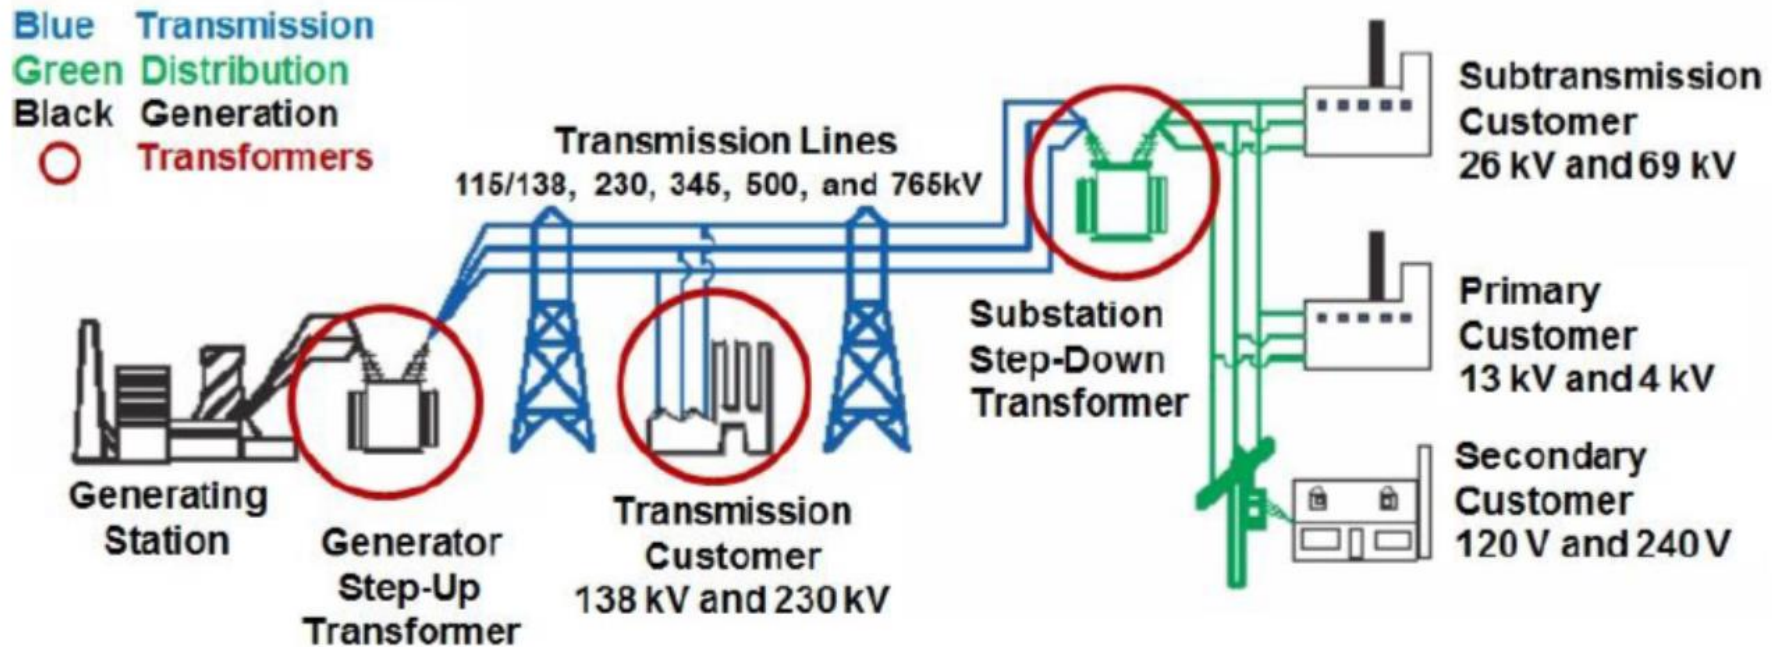 Blue Transmission
Green Distribution
Black Generation
Transformers
Transmission Lines
115/138, 230, 345, 500, and 765kV
Generating
Station
Generator
Step-Up
Transformer
Transmission
Customer
138 kV and 230 kV
Substation
Step-Down
Transformer
Subtransmission
Customer
26 kV and 69 kV
Primary
Customer
13 kV and 4 kV
Secondary
Customer
120 V and 240 V